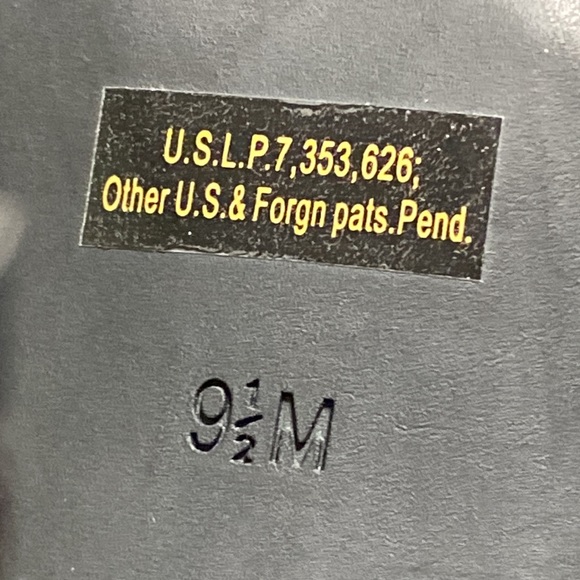 U.S.L.P.7,353,626;
Other U.S.& Forgn pats.Pend.
9½M